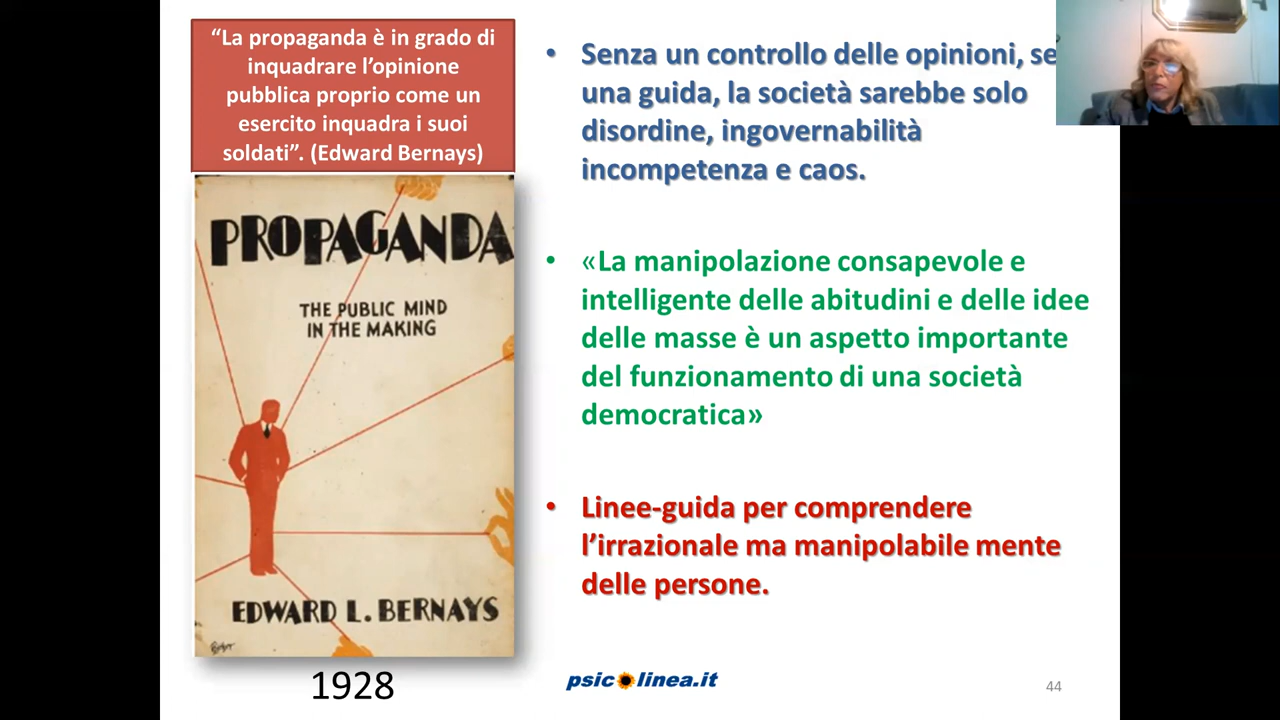 “La propaganda è in grado di
inquadrare l’opinione
pubblica proprio come un
esercito inquadra i suoi
soldati”. (Edward Bernays)
PROPAGANDA
THE PUBLIC MIND
IN THE MAKING
EDWARD L. BERNAYS
1928
• Senza un controllo delle opinioni, se
una guida, la società sarebbe solo
disordine, ingovernabilità
incompetenza e caos.
• «La manipolazione consapevole e
intelligente delle abitudini e delle idee
delle masse è un aspetto importante
del funzionamento di una società
democratica»
• Linee-guida per comprendere
l’irrazionale ma manipolabile mente
delle persone.
psicolinea.it
44